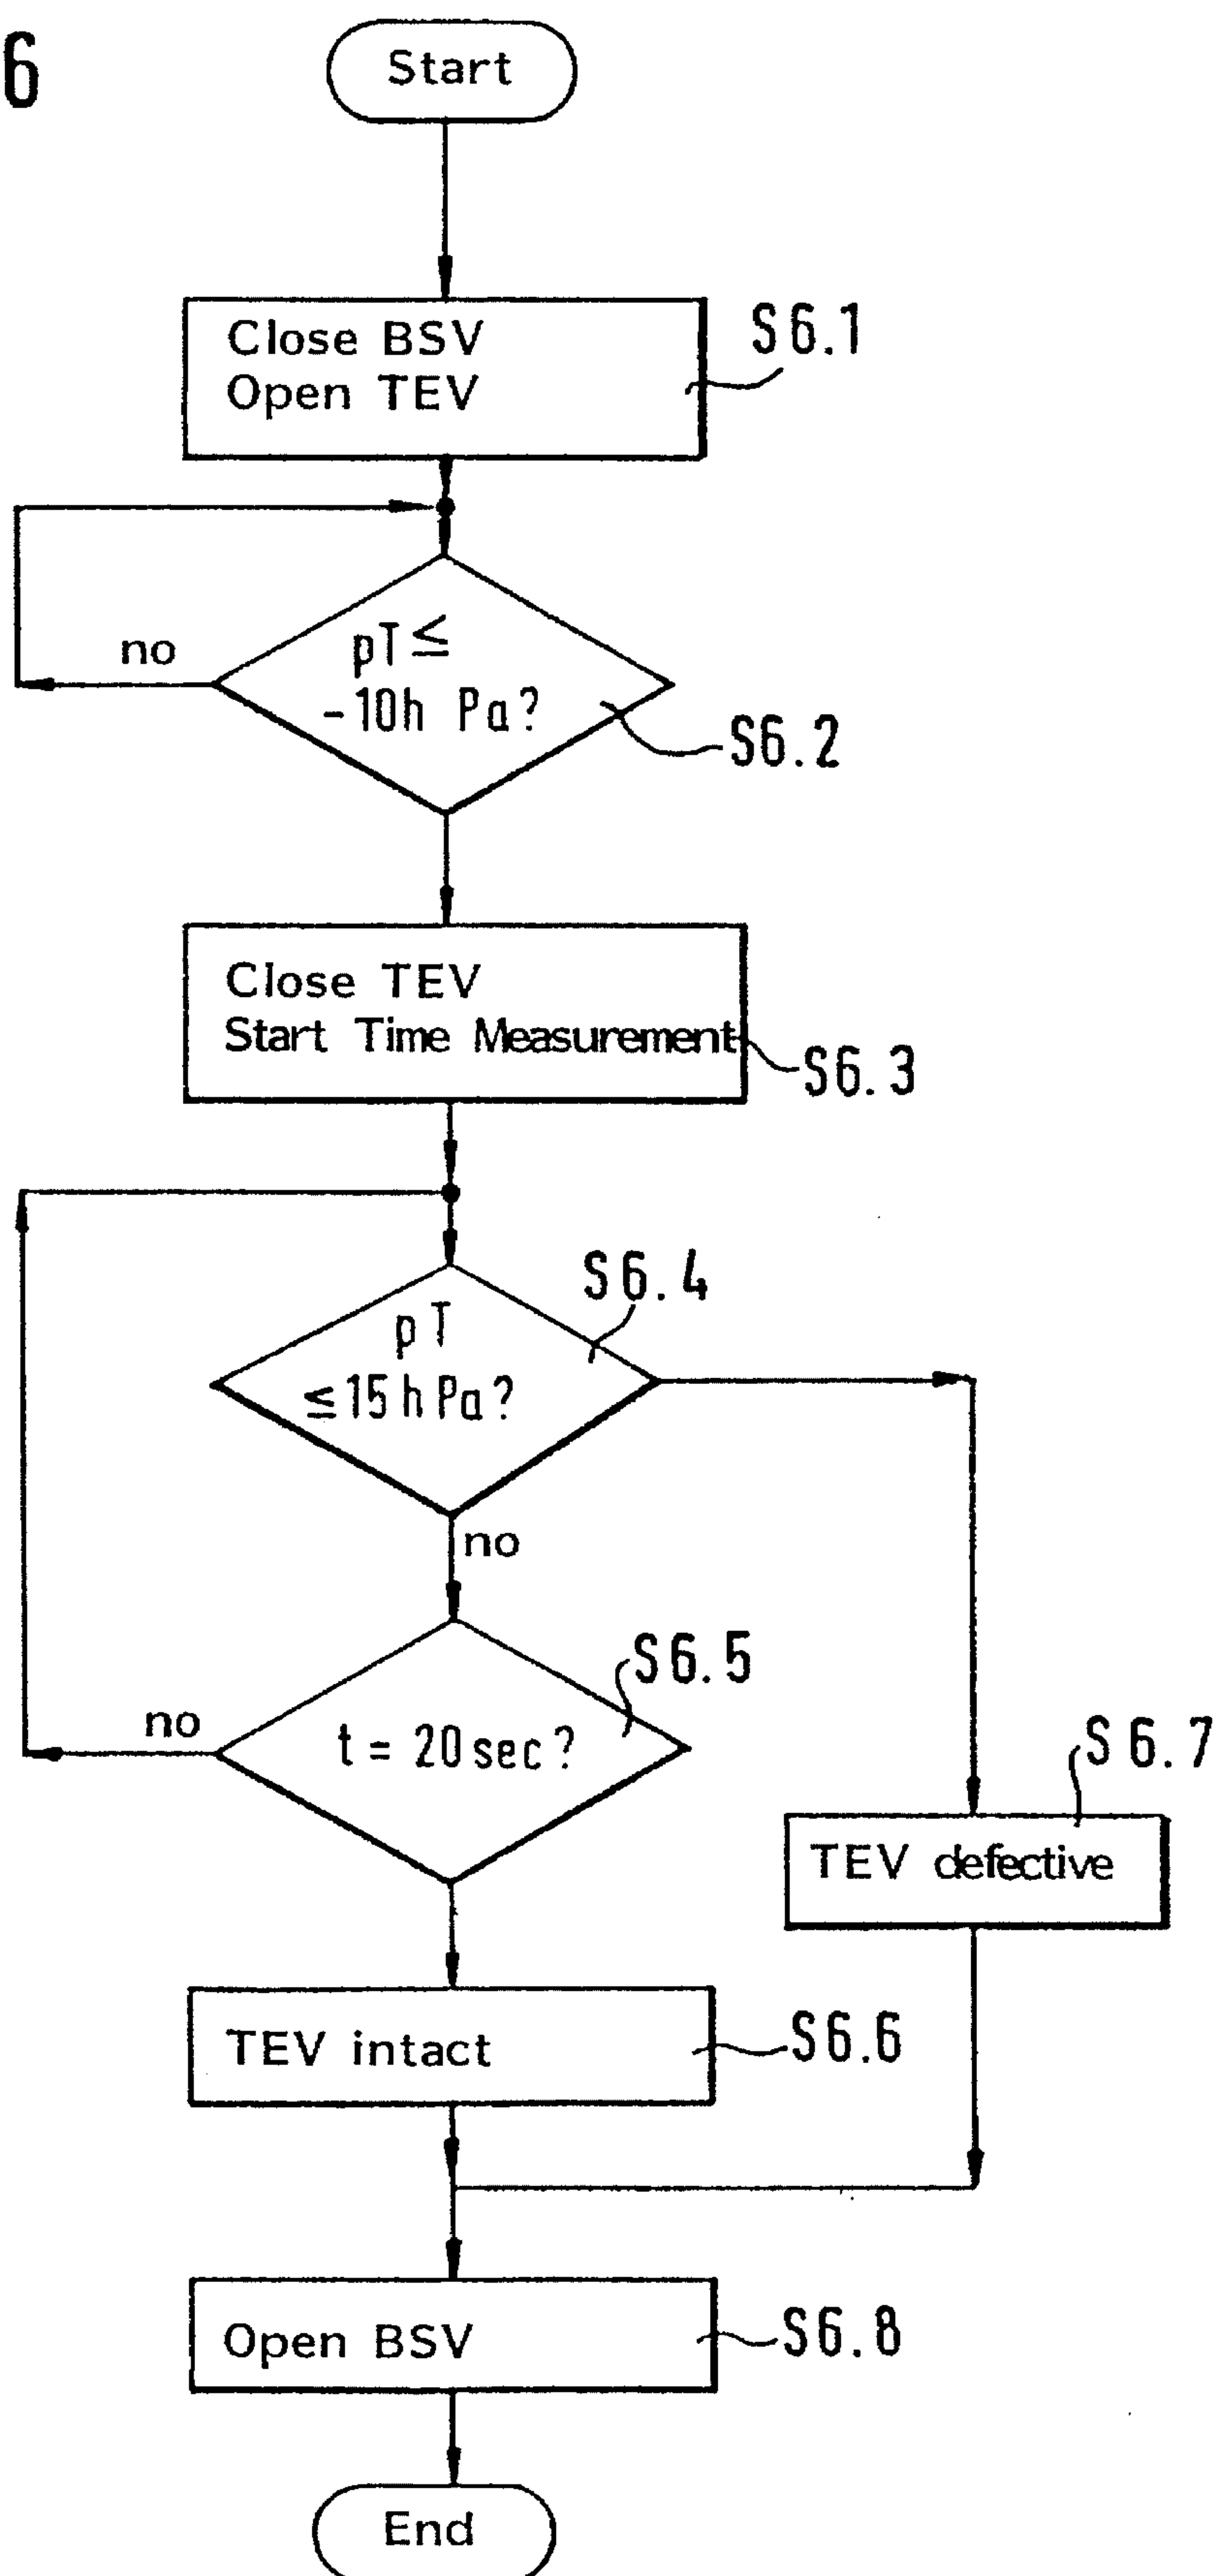 6
Start
Close BSV
Open TEV
S6.1
pT ≤
no
-10h Pa?
S6.2
Close TEV
Start Time Measurement
S6.3
S6.4
pT
≤ 15 h Pa?
no
S6.5
no
t = 20 sec?
S6.7
TEV defective
TEV intact
S6.6
Open BSV
S6.8
End